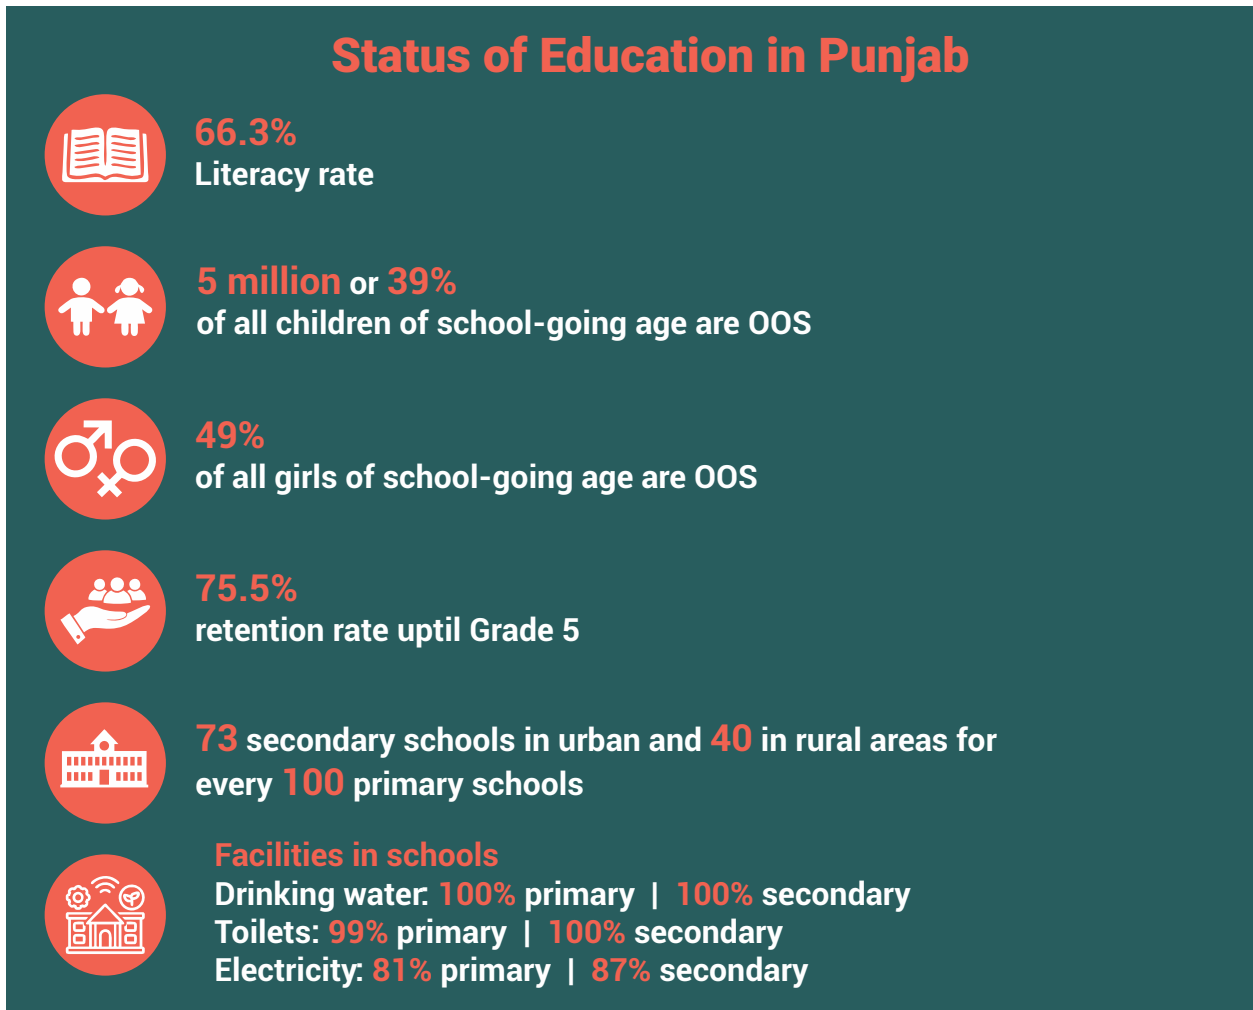 Status of Education in Punjab
66.3%
Literacy rate
5 million or 39%
of all children of school-going age are OOS
49%
of all girls of school-going age are OOS
75.5%
retention rate uptil Grade 5
73 secondary schools in urban and 40 in rural areas for
every 100 primary schools
Facilities in schools
Drinking water: 100% primary | 100% secondary
Toilets: 99% primary | 100% secondary
Electricity: 81% primary | 87% secondary